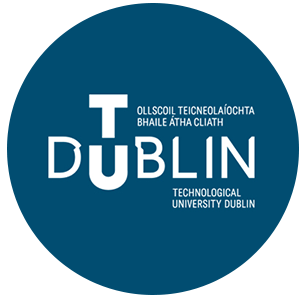 T
OLLSCOIL TEICNEOLAÍOCHTA
BHAILE ÁTHA CLIATH
DUBLIN
TECHNOLOGICAL
UNIVERSITY DUBLIN